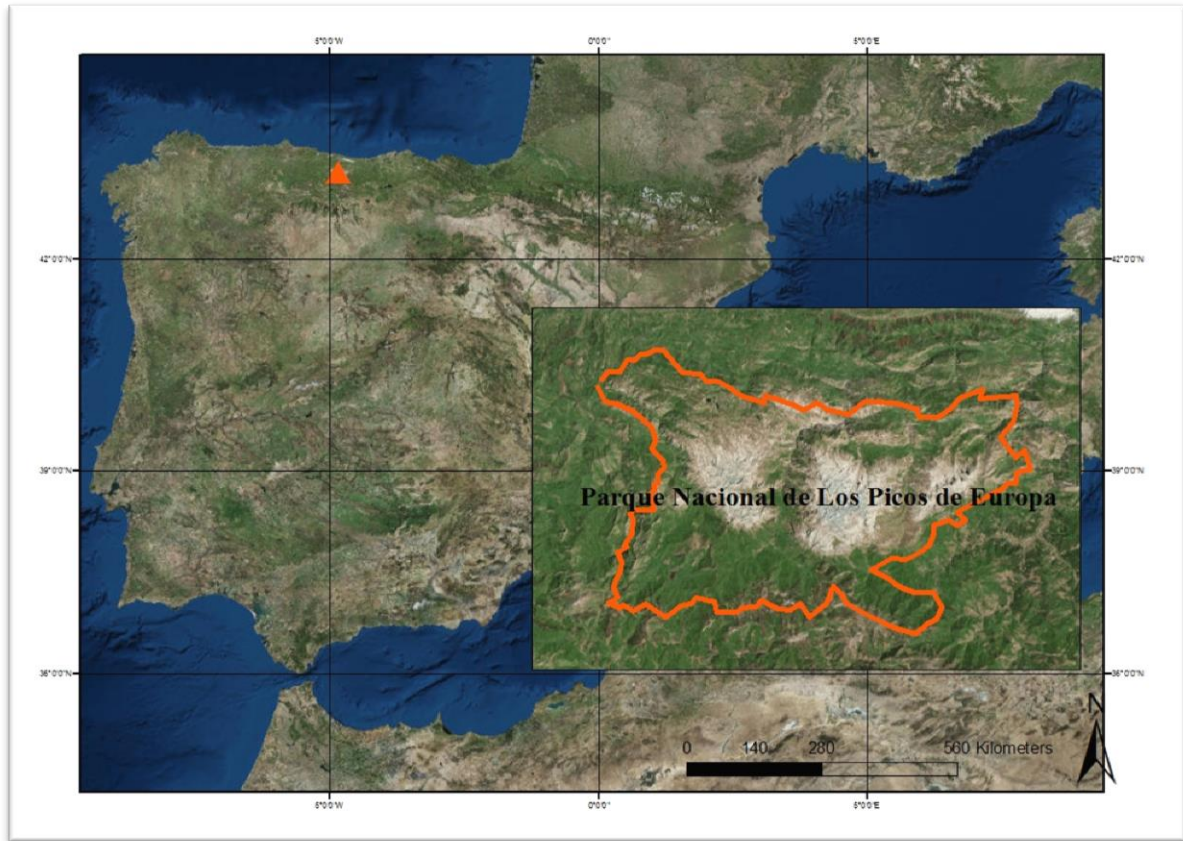 5°0'0"W 0°0'0" 5°0'0"E
42°0'0"N 42°0'0"N
39°0'0"N 39°0'0"N
Parque Nacional de Los Picos de Europa
36°0'0"N 36°0'0"N
N
0 140 280 560 Kilometers
5°0'0"W 0°0'0" 5°0'0"E